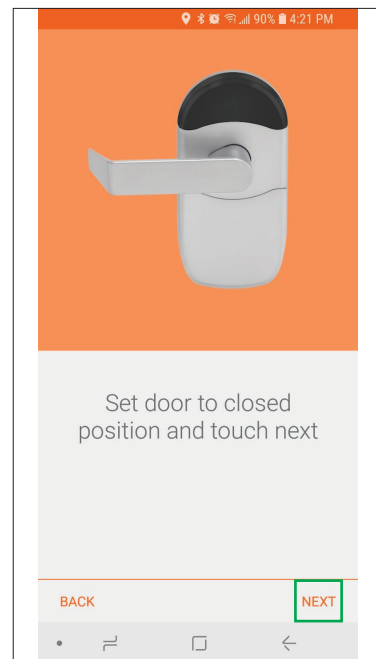 90% 4:21 PM
Set door to closed
position and touch next
BACK NEXT